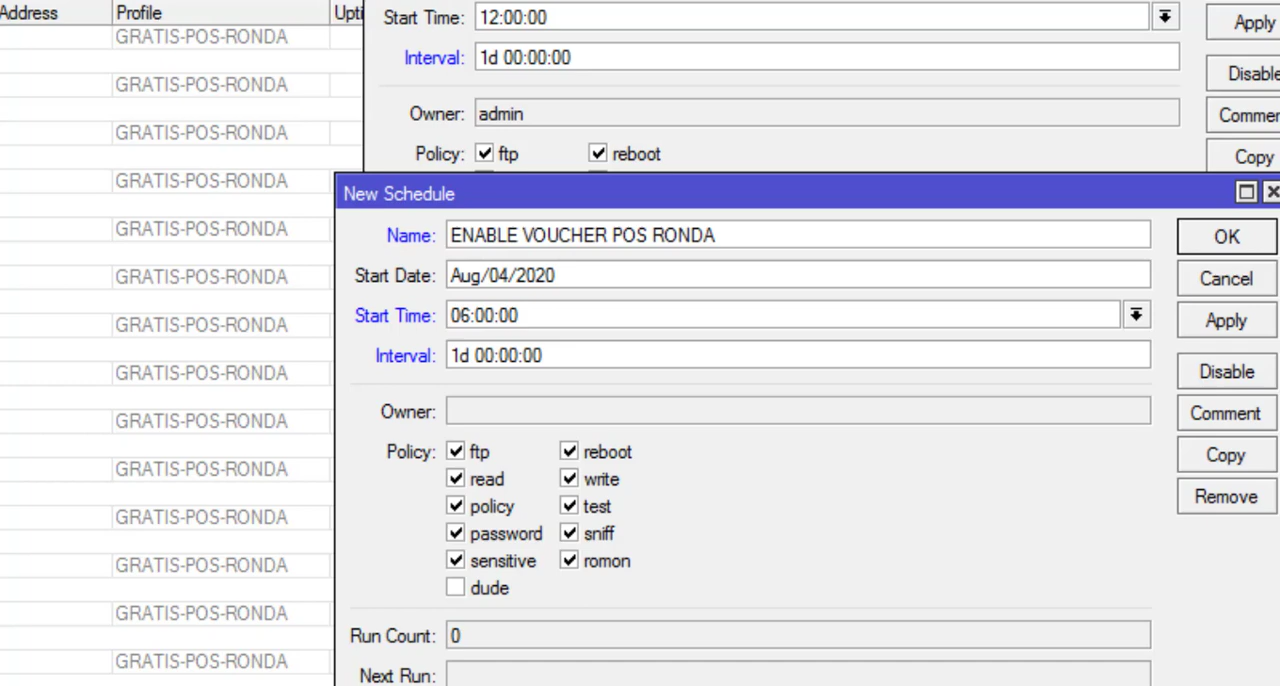 Address Profile Upti
GRATIS-POS-RONDA
GRATIS-POS-RONDA
GRATIS-POS-RONDA
GRATIS-POS-RONDA
GRATIS-POS-RONDA
GRATIS-POS-RONDA
GRATIS-POS-RONDA
GRATIS-POS-RONDA
GRATIS-POS-RONDA
GRATIS-POS-RONDA
GRATIS-POS-RONDA
GRATIS-POS-RONDA
GRATIS-POS-RONDA
GRATIS-POS-RONDA
Start Time: 12:00:00
Interval: 1d 00:00:00
Owner: admin
Policy: ftp reboot
Apply
Disable
Commer
Copy
New Schedule
Name: ENABLE VOUCHER POS RONDA
Start Date: Aug/04/2020
Start Time: 06:00:00
Interval: 1d 00:00:00
Owner:
Policy: ftp reboot
read write
policy test
password sniff
sensitive romon
dude
Run Count: 0
Next Run:
OK
Cancel
Apply
Disable
Comment
Copy
Remove